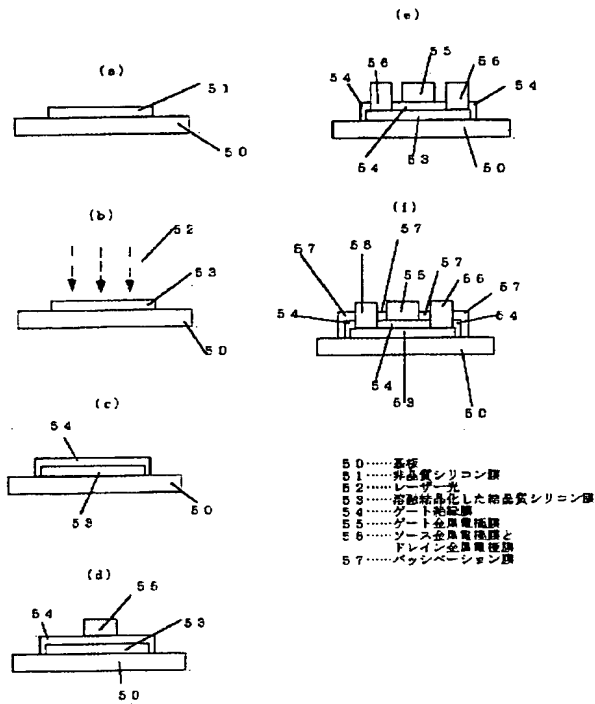 (a)
51
50
(b)
52
53
50
(c)
54
53
50
(d)
55
54
53
50
(e)
55
56
56
54
54
54
53
50
(f)
57
56
57
55
57
56
57
54
54
54
53
50
50……基板
51……非晶質シリコン膜
52……レーザー光
53……溶融結晶化した結晶質シリコン膜
54……ゲート絶縁膜
55……ゲート金属電極膜
56……ソース金属電極膜と
ドレイン金属電極膜
57……パッシベーション膜